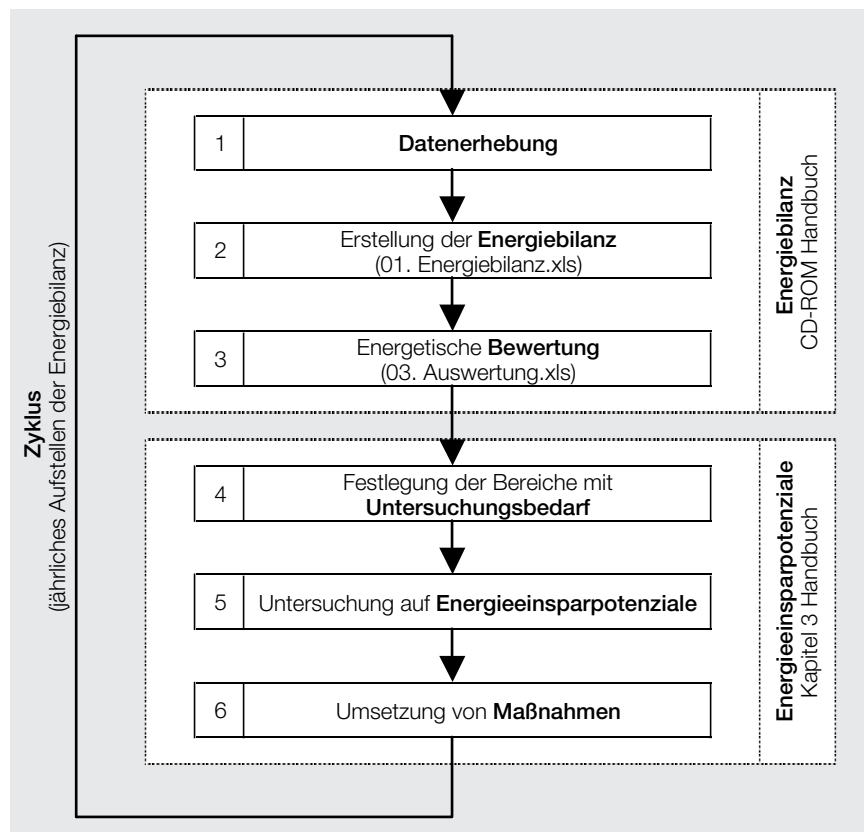 1
Datenerhebung
2
Erstellung der Energiebilanz
(01. Energiebilanz.xls)
3
Energetische Bewertung
(03. Auswertung.xls)
Energiebilanz
CD-ROM Handbuch
4
Festlegung der Bereiche mit
Untersuchungsbedarf
5
Untersuchung auf Energieeinsparpotenziale
6
Umsetzung von Maßnahmen
Energieeinsparpotenziale
Kapitel 3 Handbuch
Zyklus
(jährliches Aufstellen der Energiebilanz)